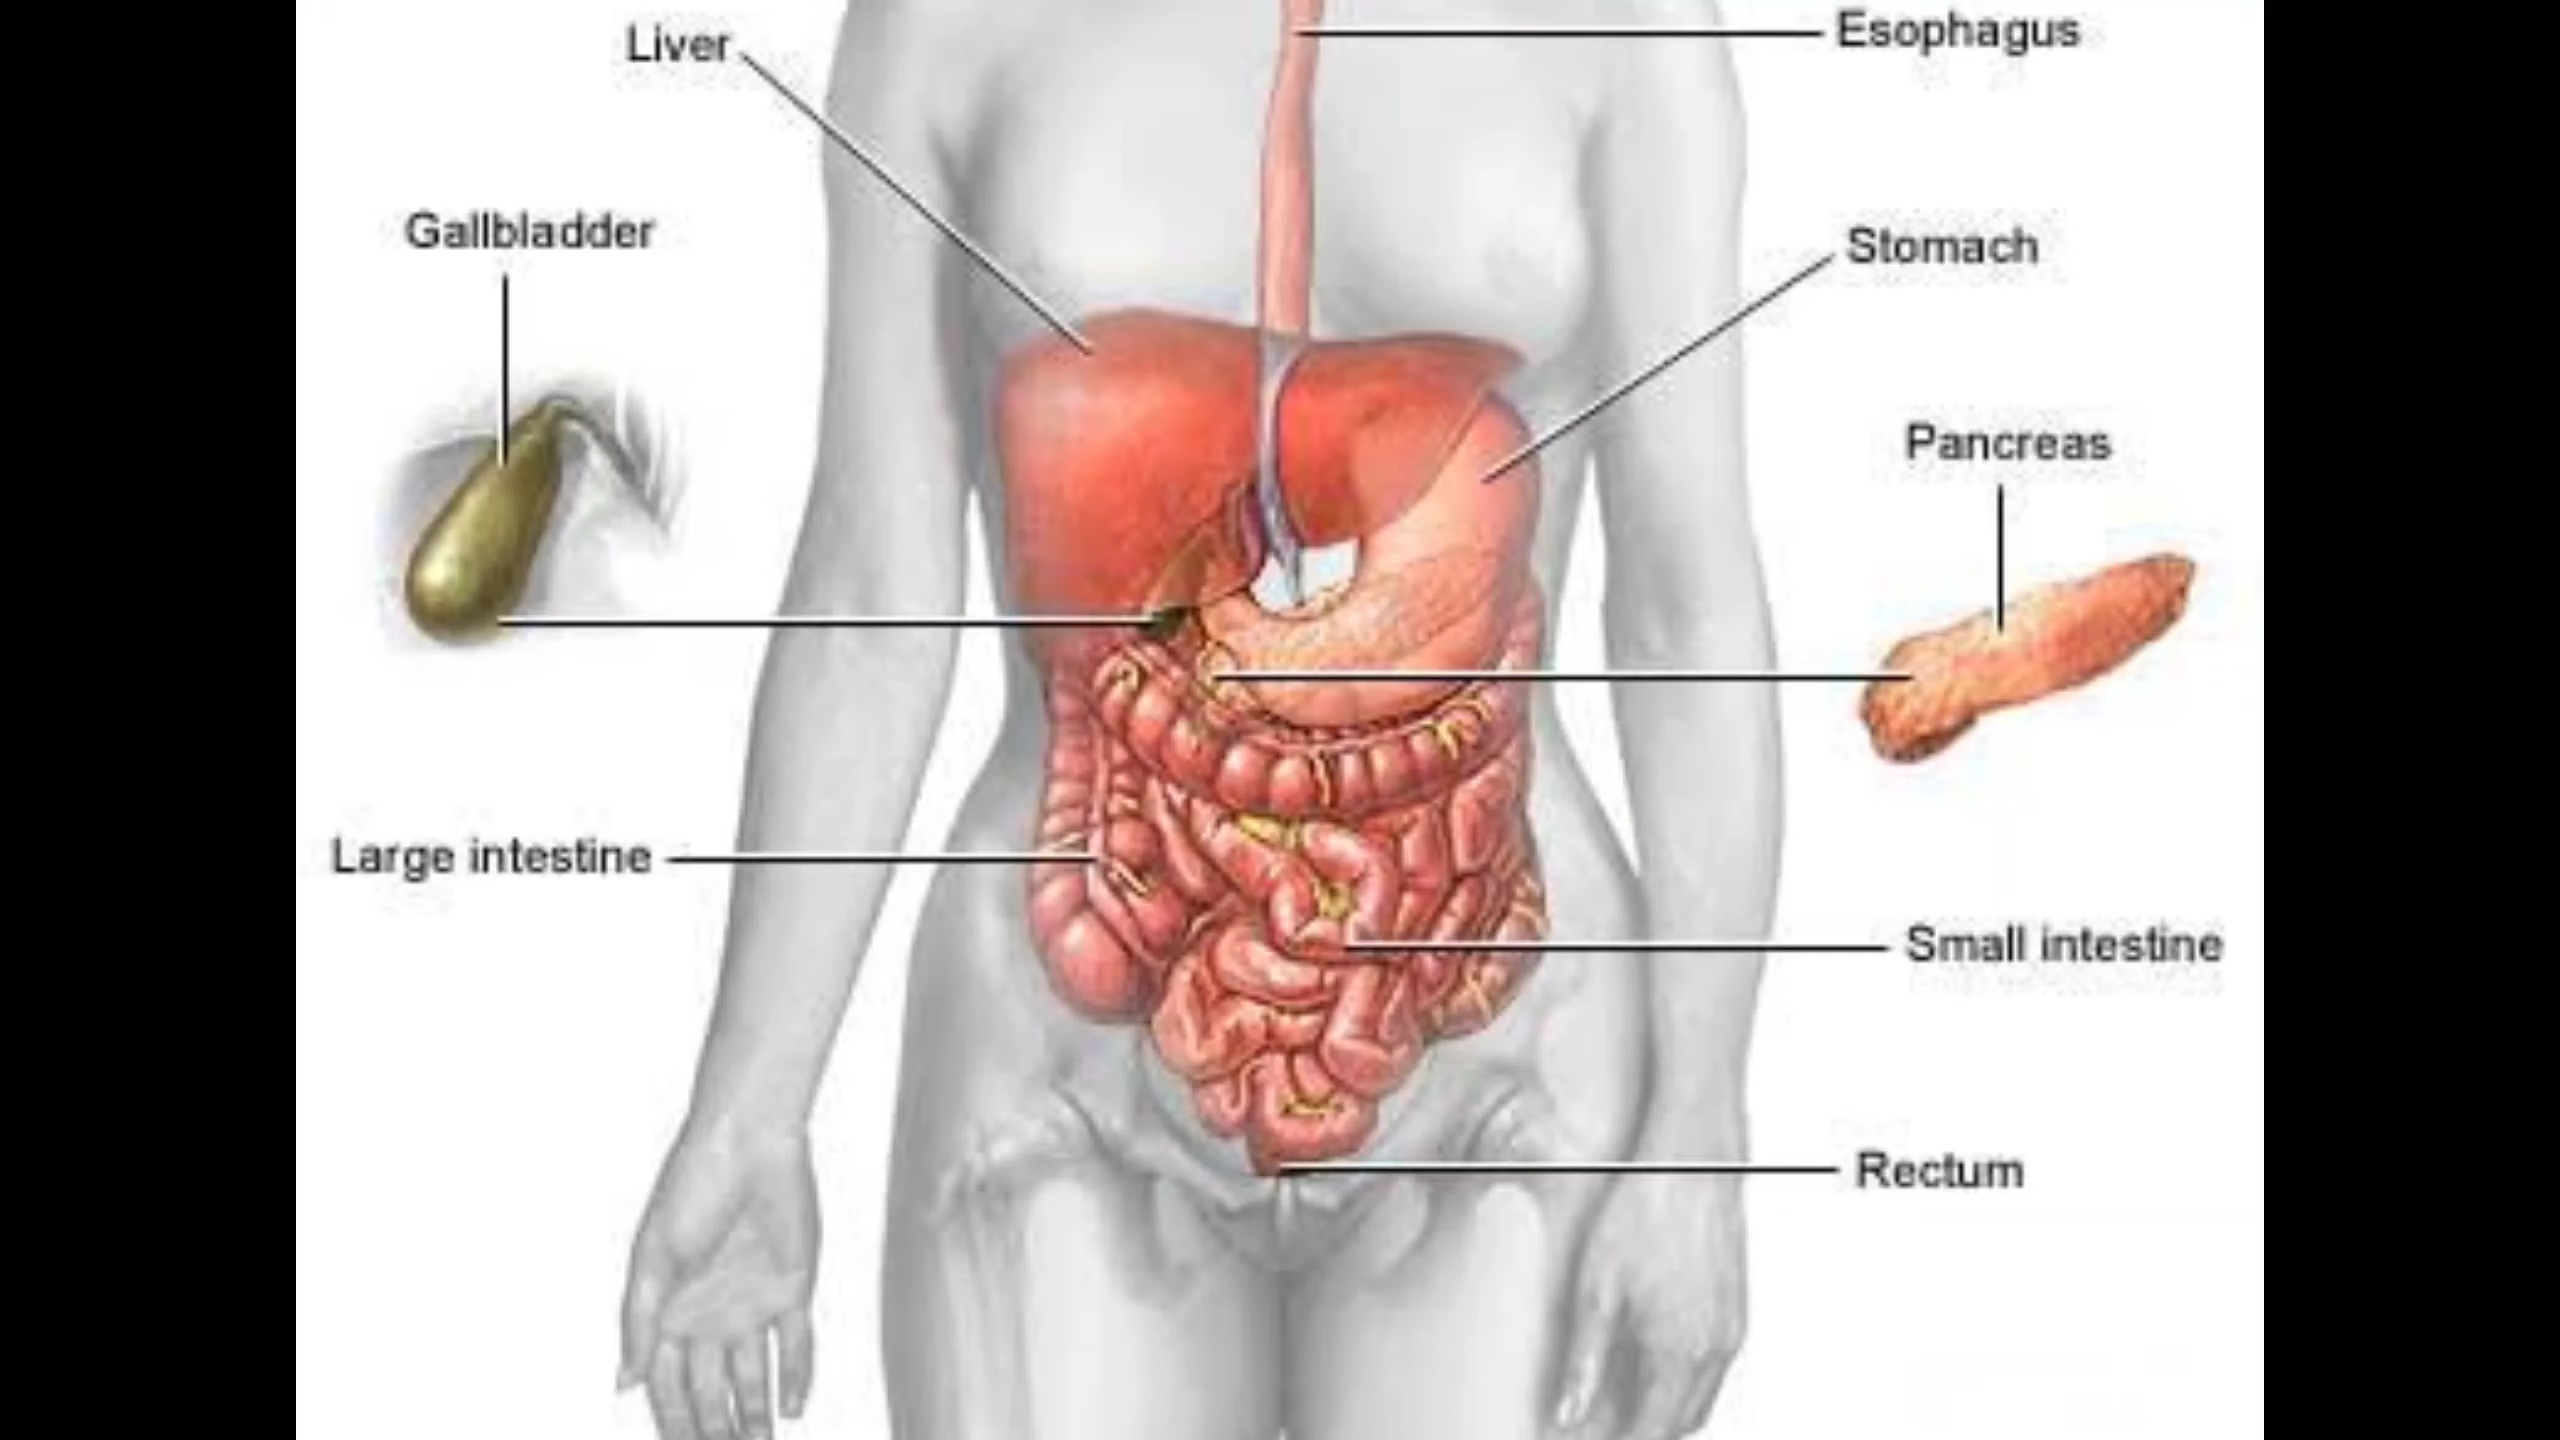 Liver
Esophagus
Gallbladder
Stomach
Pancreas
Large intestine
Small intestine
Rectum